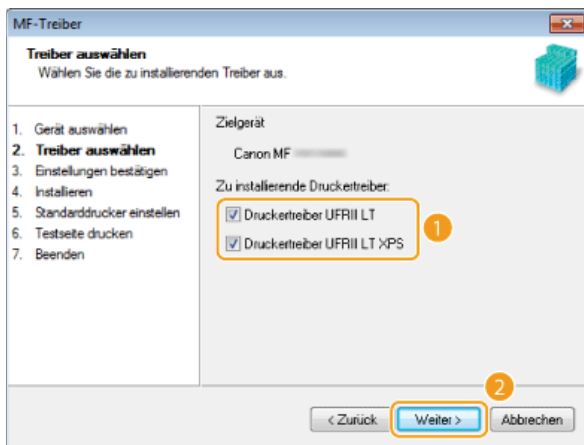 MF-Treiber
Treiber auswählen
Wählen Sie die zu installierenden Treiber aus.
1. Gerät auswählen
2. Treiber auswählen
3. Einstellungen bestätigen
4. Installieren
5. Standarddrucker einstellen
6. Testseite drucken
7. Beenden
Zielgerät
Canon MF
Zu installierende Druckertreiber:
Druckertreiber UFRII LT
Druckertreiber UFRII LT XPS
1
2
< Zurück
Weiter >
Abbrechen